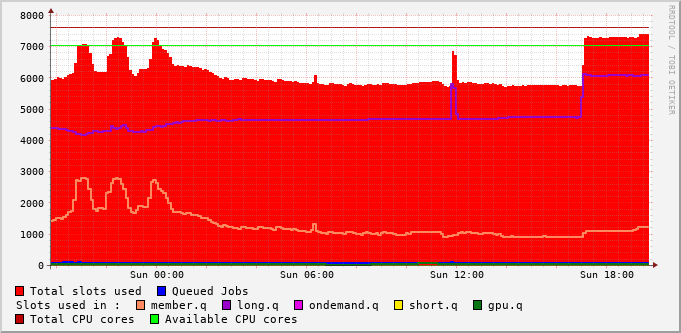 RRDTOOL / TOBI OETIKER
8000
7000
6000
5000
4000
3000
2000
1000
0
Sun 00:00 Sun 06:00 Sun 12:00 Sun 18:00
Total slots used Queued Jobs
Slots used in : member.q long.q ondemand.q short.q gpu.q
Total CPU cores Available CPU cores